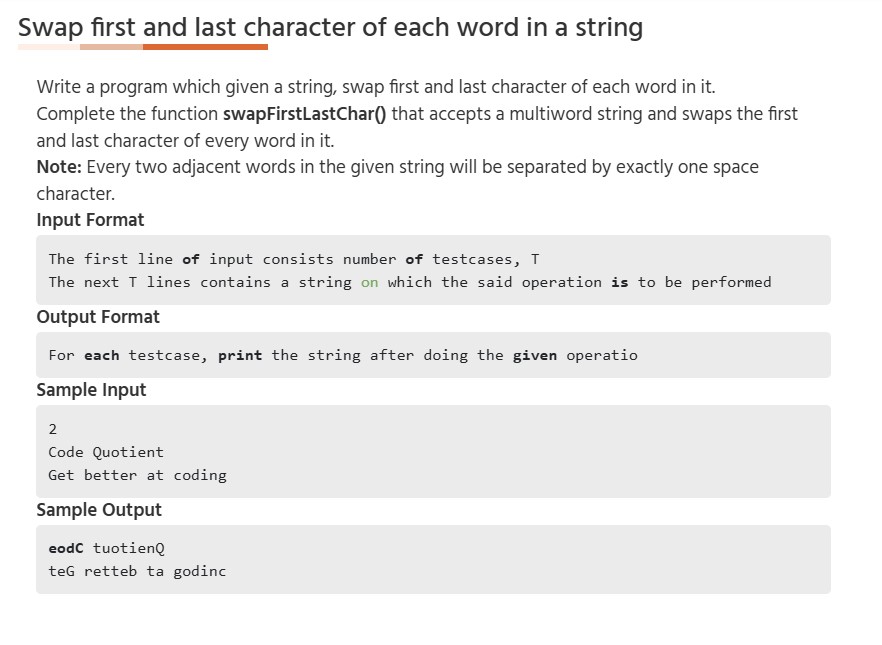 Swap first and last character of each word in a string
Write a program which given a string, swap first and last character of each word in it.
Complete the function swapFirstLastChar() that accepts a multiword string and swaps the first
and last character of every word in it.
Note: Every two adjacent words in the given string will be separated by exactly one space
character.
Input Format
The first line of input consists number of testcases, T
The next T lines contains a string on which the said operation is to be performed
Output Format
For each testcase, print the string after doing the given operatio
Sample Input
2
Code Quotient
Get better at coding
Sample Output
eodC tuotienQ
teG retteb ta godinc